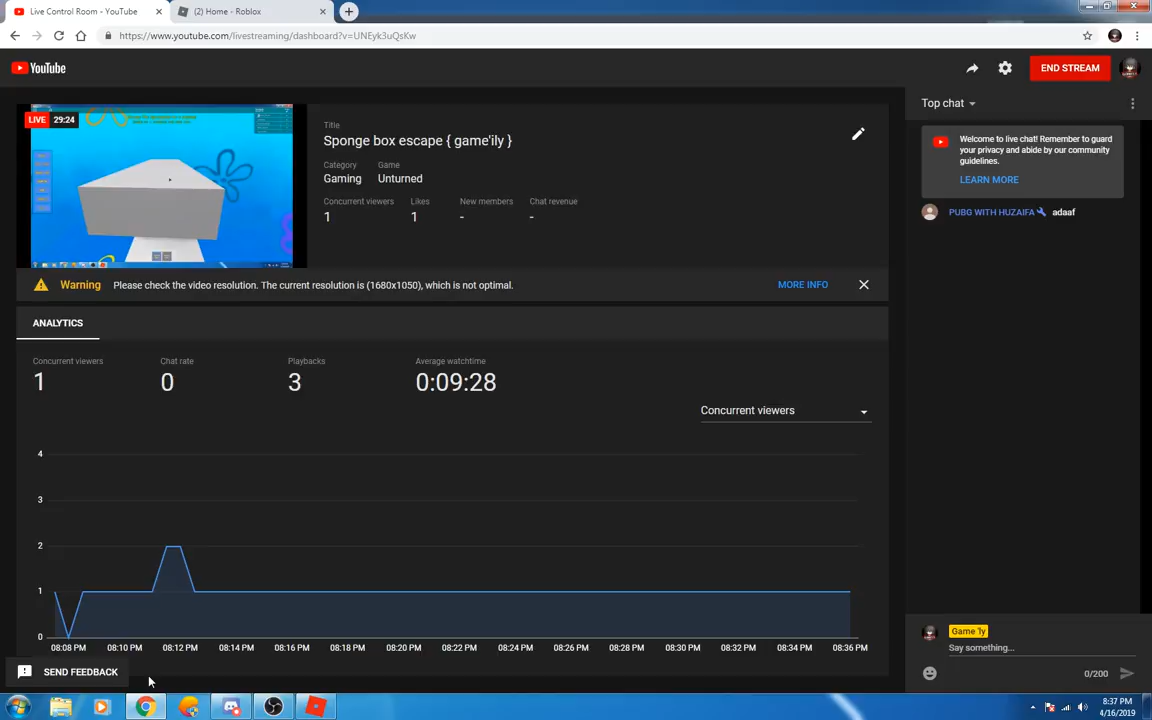 Live Control Room - YouTube
(2) Home - Roblox
https://www.youtube.com/livestreaming/dashboard?v=UNEyk3uQsKw
YouTube
END STREAM
LIVE 29:24
Title
Sponge box escape { game'ily }
Category Game
Gaming Unturned
Concurrent viewers Likes New members Chat revenue
1 1 - -
Warning Please check the video resolution. The current resolution is (1680x1050), which is not optimal. MORE INFO
ANALYTICS
Concurrent viewers Chat rate Playbacks Average watchtime
1 0 3 0:09:28
Concurrent viewers
4
3
2
1
0
08:08 PM 08:10 PM 08:12 PM 08:14 PM 08:16 PM 08:18 PM 08:20 PM 08:22 PM 08:24 PM 08:26 PM 08:28 PM 08:30 PM 08:32 PM 08:34 PM 08:36 PM
SEND FEEDBACK
Top chat
Welcome to live chat! Remember to guard
your privacy and abide by our community
guidelines.
LEARN MORE
PUBG WITH HUZAIFA adaaf
Game 'ly
Say something...
0/200
8:37 PM
4/16/2019